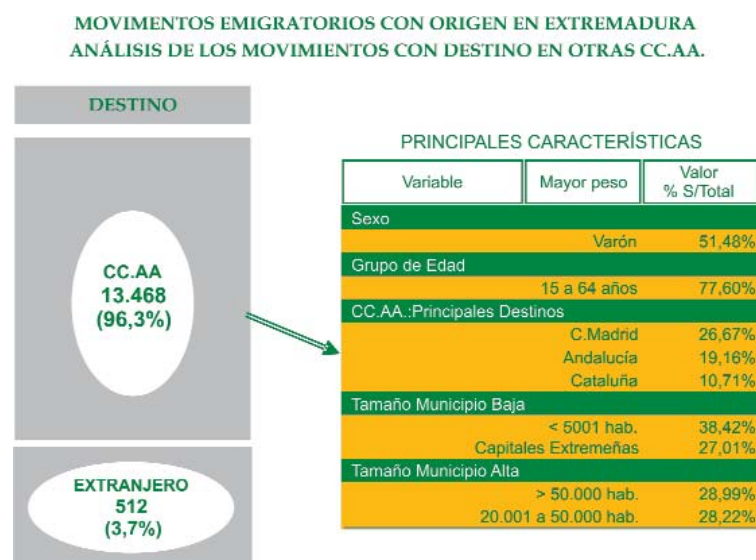 MOVIMENTOS EMIGRATORIOS CON ORIGEN EN EXTREMADURA
ANÁLISIS DE LOS MOVIMIENTOS CON DESTINO EN OTRAS CC.AA.
DESTINO
CC.AA
13.468
(96,3%)
EXTRANJERO
512
(3,7%)
PRINCIPALES CARACTERÍSTICAS
Variable Mayor peso Valor % S/Total
Sexo
Varón 51,48%
Grupo de Edad
15 a 64 años 77,60%
CC.AA.:Principales Destinos
C.Madrid 26,67%
Andalucía 19,16%
Cataluña 10,71%
Tamaño Municipio Baja
< 5001 hab. 38,42%
Capitales Extremeñas 27,01%
Tamaño Municipio Alta
> 50.000 hab. 28,99%
20.001 a 50.000 hab. 28,22%